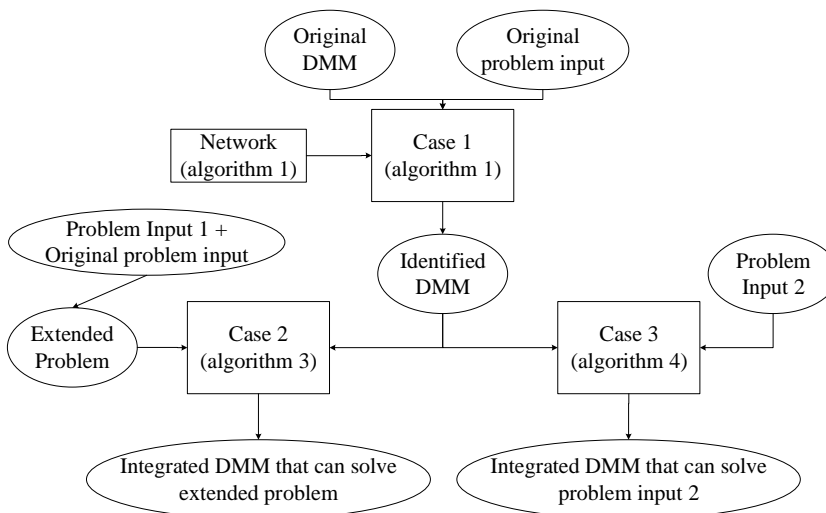 Original
DMM
Original
problem input
Network
(algorithm 1)
Case 1
(algorithm 1)
Problem Input 1 +
Original problem input
Identified
DMM
Problem
Input 2
Extended
Problem
Case 2
(algorithm 3)
Case 3
(algorithm 4)
Integrated DMM that can solve
extended problem
Integrated DMM that can solve
problem input 2